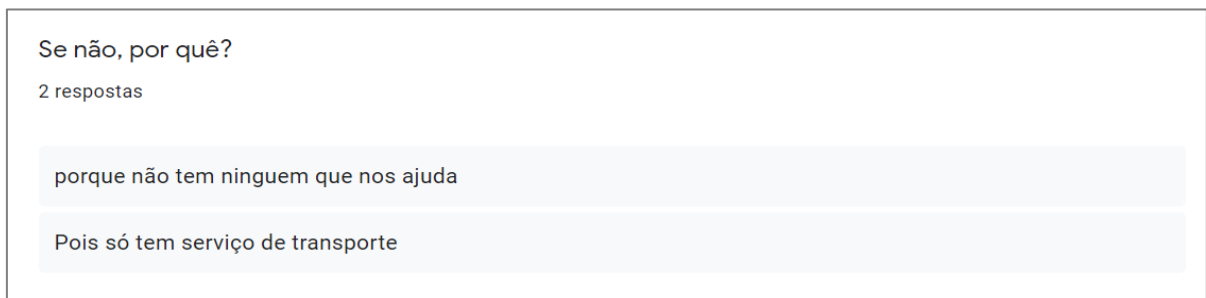 Se não, por quê?
2 respostas
porque não tem ninguem que nos ajuda
Pois só tem serviço de transporte